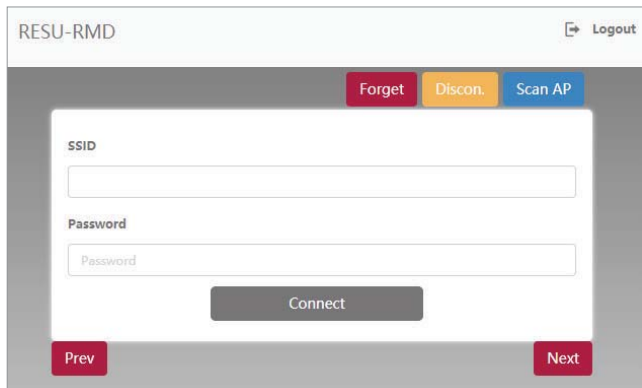 RESU-RMD Logout
Forget Discon. Scan AP
SSID
Password
Password
Connect
Prev Next